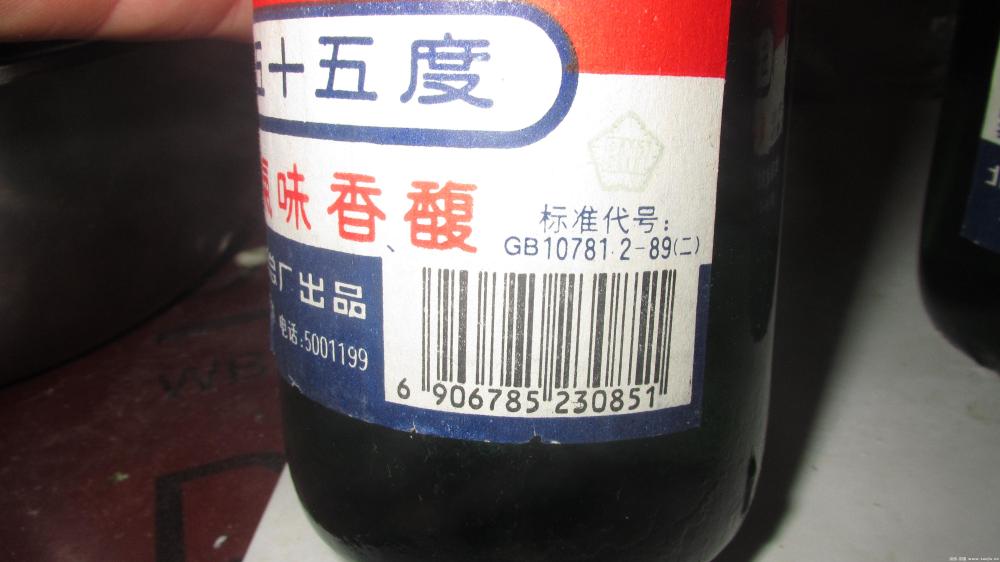 五十五度
味香馥
标准代号:
GB10781·2-89(二)
厂出品
电话:5001199
6 906785 230851